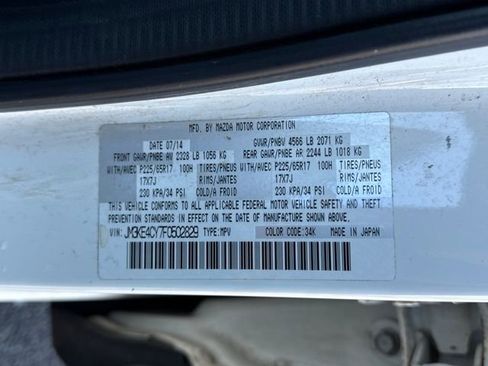 MFD. BY MAZDA MOTOR CORPORATION
DATE 07/14 GVWR/PNBV 4566 LB 2071 KG
FRONT GAWR/PNBE AV 2328 LB 1056 KG REAR GAWR/PNBE AR 2244 LB 1018 KG
WITH/AVEC P225/65R17 100H TIRES/PNEUS WITH/AVEC P225/65R17 100H TIRES/PNEUS
17X7J RIMS/JANTES 17X7J RIMS/JANTES
230 KPA/34 PSI COLD/A FROID 230 KPA/34 PSI COLD/A FROID
THIS VEHICLE CONFORMS TO ALL APPLICABLE FEDERAL MOTOR VEHICLE SAFETY AND THEFT
PREVENTION STANDARDS IN EFFECT ON THE DATE OF MANUFACTURE SHOWN ABOVE.
VIN: JM3KE4CY7F0502829 TYPE:MPV COLOR:34K MADE IN JAPAN